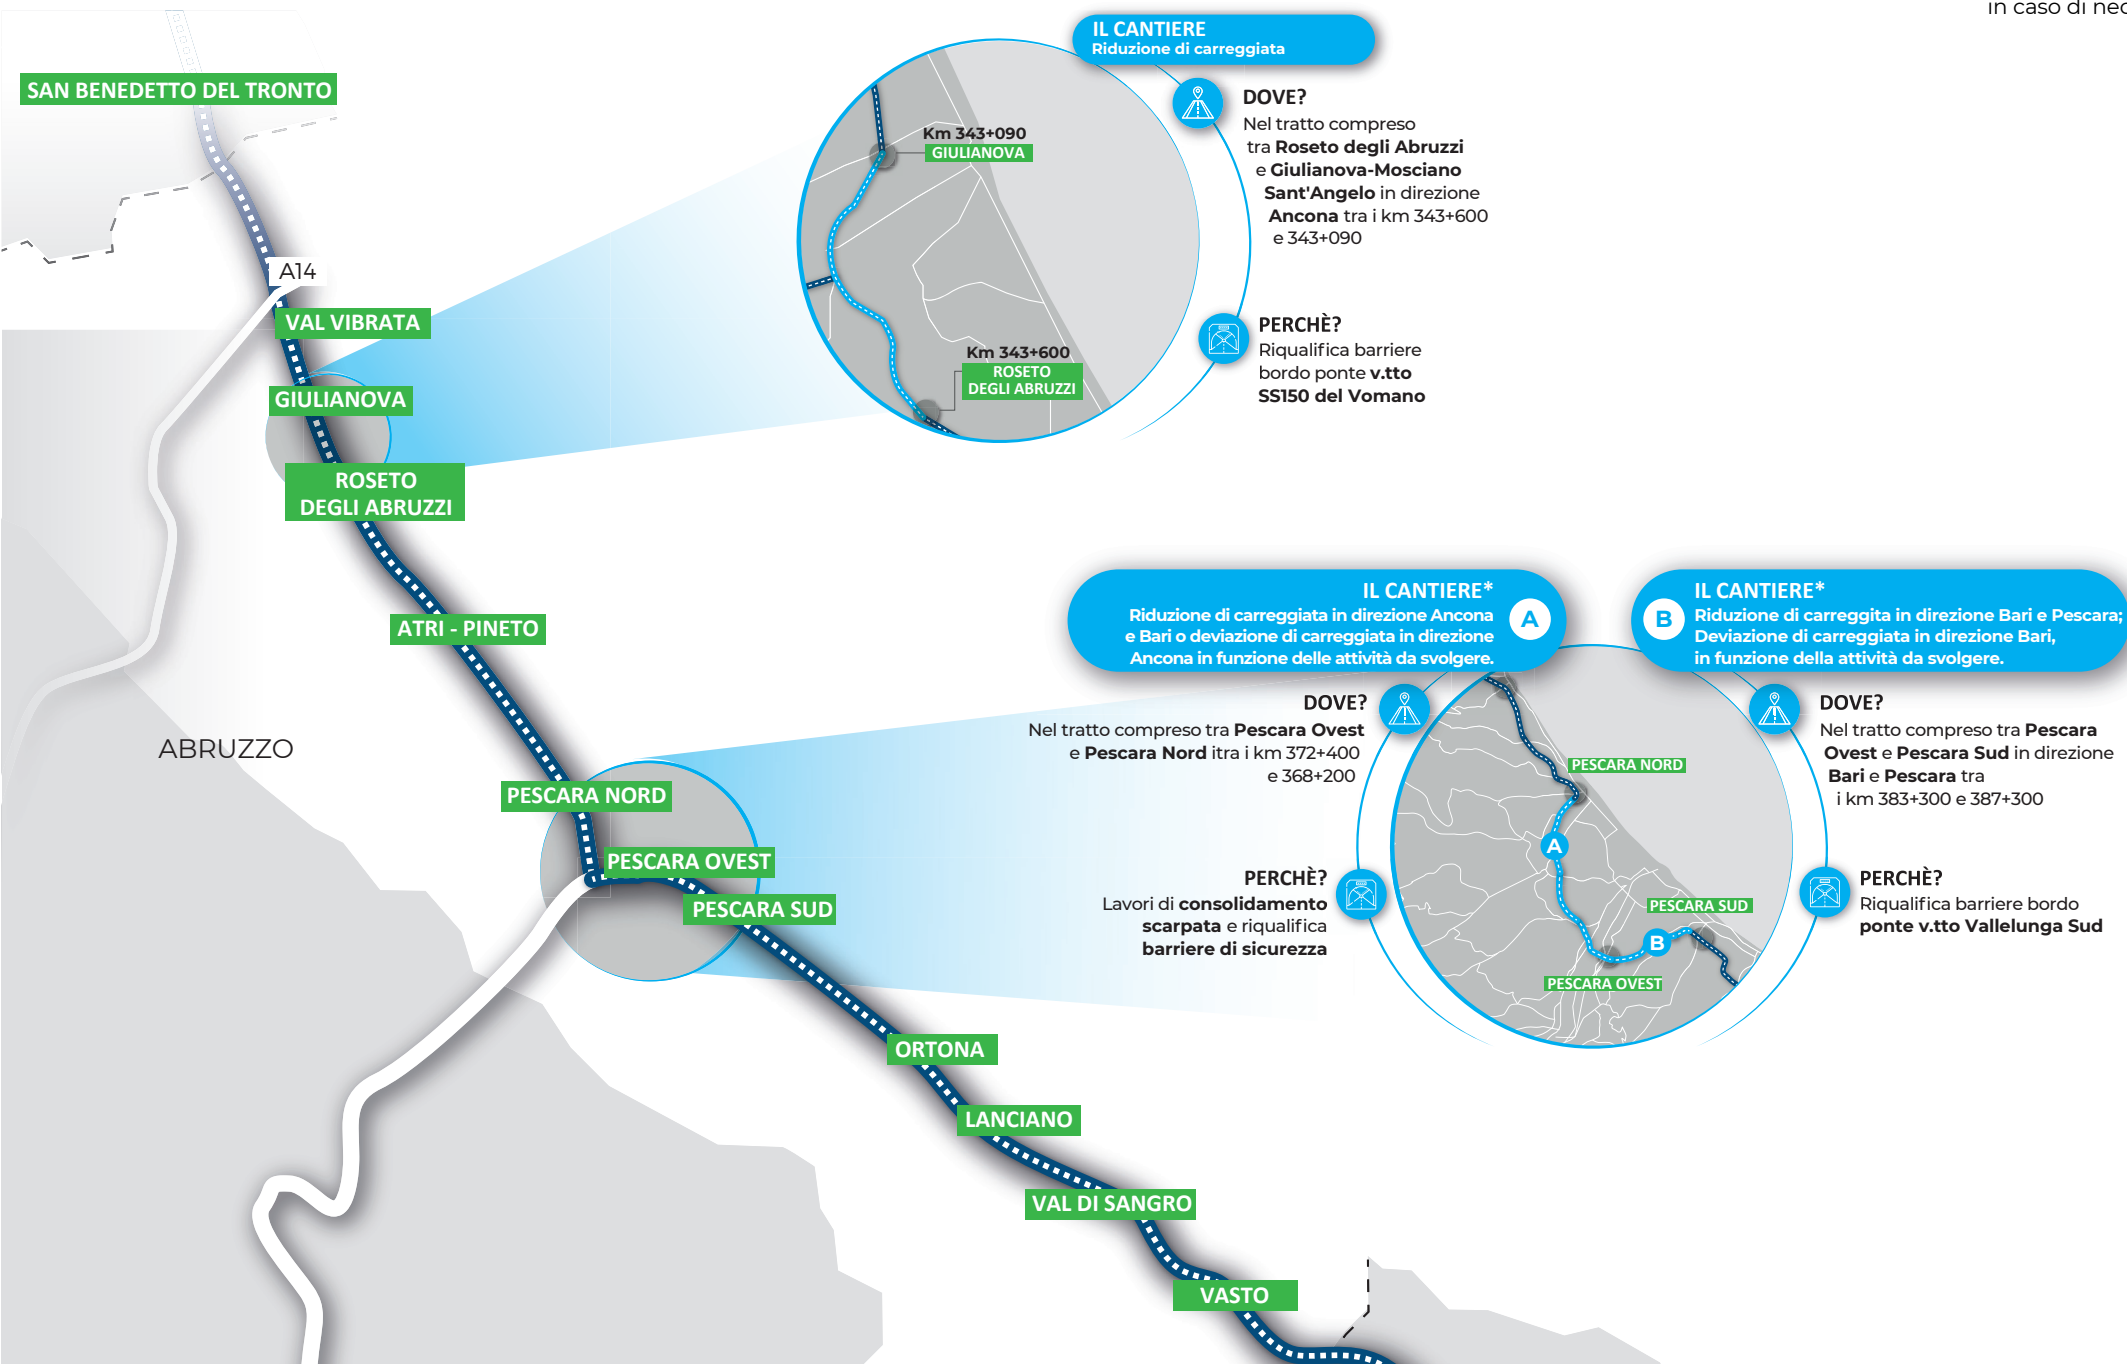 in caso di nec
SAN BENEDETTO DEL TRONTO
A14
VAL VIBRATA
GIULIANOVA
ROSETO
DEGLI ABRUZZI
ATRI - PINETO
ABRUZZO
PESCARA NORD
PESCARA OVEST
PESCARA SUD
ORTONA
LANCIANO
VAL DI SANGRO
VASTO
IL CANTIERE
Riduzione di carreggiata
DOVE?
Nel tratto compreso
tra Roseto degli Abruzzi
e Giulianova-Mosciano
Sant'Angelo in direzione
Ancona tra i km 343+600
e 343+090
PERCHÈ?
Riqualifica barriere
bordo ponte v.tto
SS150 del Vomano
Km 343+090
GIULIANOVA
Km 343+600
ROSETO
DEGLI ABRUZZI
IL CANTIERE*
Riduzione di carreggiata in direzione Ancona
e Bari o deviazione di carreggiata in direzione
Ancona in funzione delle attività da svolgere.
A
DOVE?
Nel tratto compreso tra Pescara Ovest
e Pescara Nord itra i km 372+400
e 368+200
PERCHÈ?
Lavori di consolidamento
scarpata e riqualifica
barriere di sicurezza
B
IL CANTIERE*
Riduzione di carreggita in direzione Bari e Pescara;
Deviazione di carreggiata in direzione Bari,
in funzione della attività da svolgere.
DOVE?
Nel tratto compreso tra Pescara
Ovest e Pescara Sud in direzione
Bari e Pescara tra
i km 383+300 e 387+300
PERCHÈ?
Riqualifica barriere bordo
ponte v.tto Vallelunga Sud
PESCARA NORD
A
PESCARA SUD
B
PESCARA OVEST